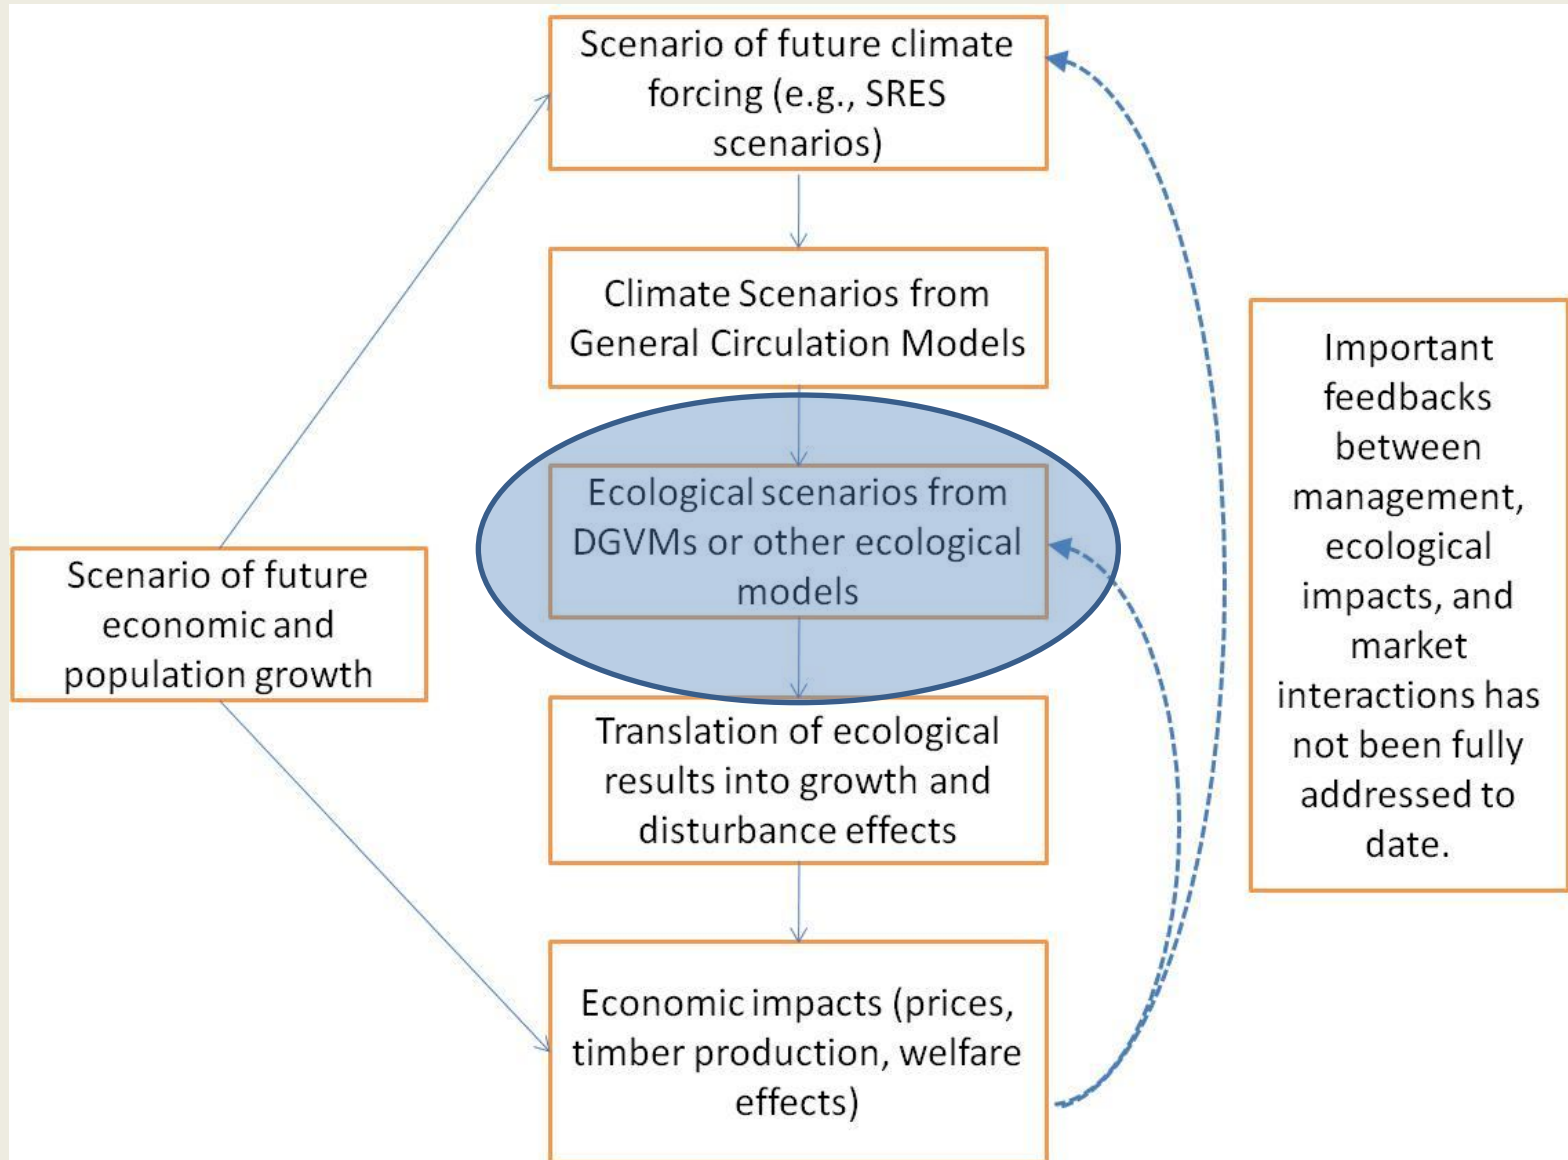 Scenario of future climate
forcing (e.g., SRES
scenarios)
Climate Scenarios from
General Circulation Models
Ecological scenarios from
DGVMs or other ecological
models
Scenario of future
economic and
population growth
Translation of ecological
results into growth and
disturbance effects
Economic impacts (prices,
timber production, welfare
effects)
Important
feedbacks
between
management,
ecological
impacts, and
market
interactions has
not been fully
addressed to
date.